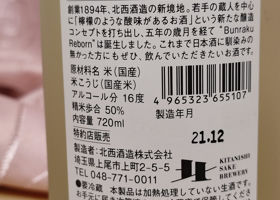 創業1894年、北西酒造の新境地。若手の蔵人を中心
に「檸檬のような酸味があるお酒」という新たな醸造
コンセプトを打ち出し、五年の歳月を経て"Bunraku
Reborn"は誕生しました。これまで日本酒に馴染みの
無かった方にもぜひ、飲んでいただきたいお酒です。
原材料名 米(国産)
米こうじ(国産)
アルコール分 16度
精米歩合 50%
内容量 720ml
特約店販売
4 965323 655107
製造年月
21.12
製造者:北西酒造株式会社
埼玉県上尾市上町2-5-5
TEL 048-771-0011
KITANISHI
SAKE
BREWERY
●要冷蔵 本製品は加熱処理していない生酒です。